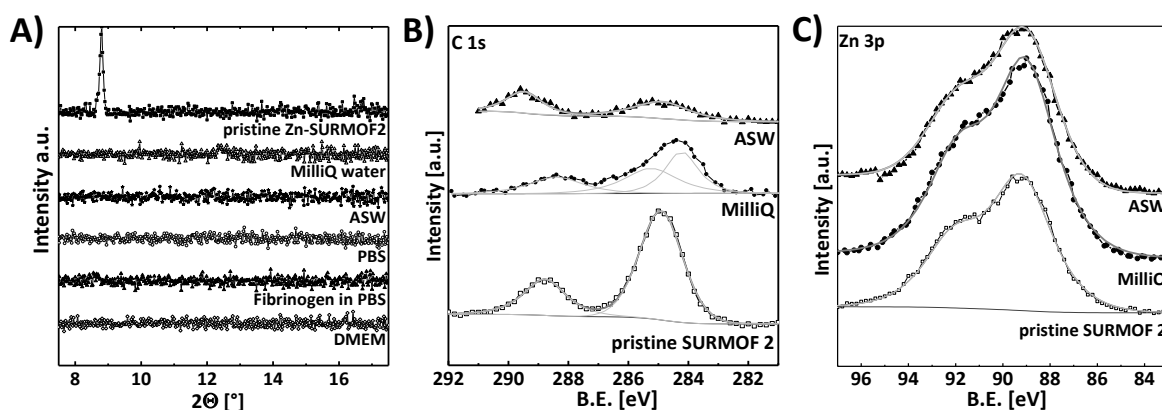 A)
Intensity a.u.
pristine Zn-SURMOF2
MilliQ water
ASW
PBS
Fibrinogen in PBS
DMEM
8 10 12 14 16
2Θ [°]
B)
C 1s
Intensity [a.u.]
ASW
MilliQ
pristine SURMOF 2
292 290 288 286 284 282
B.E. [eV]
C)
Zn 3p
Intensity [a.u.]
ASW
MilliQ
pristine SURMOF 2
96 94 92 90 88 86 84
B.E. [eV]